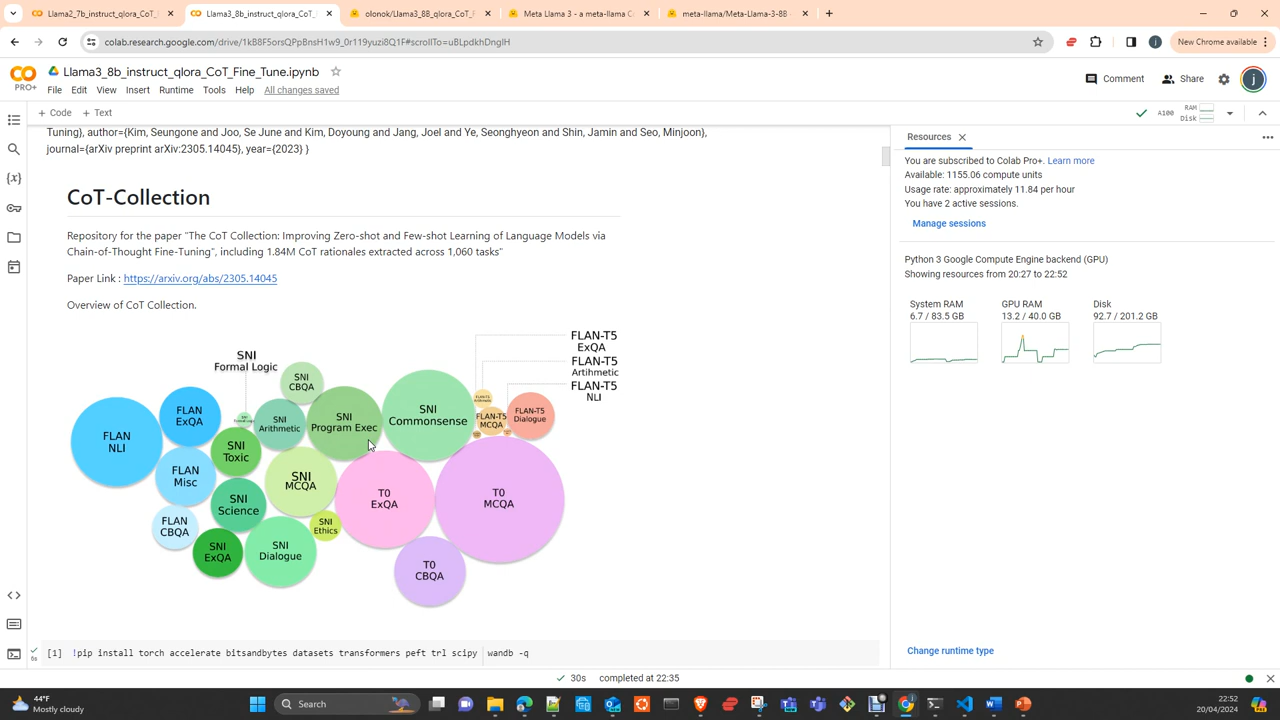 Llama2_7b_instruct_qlora_CoT_
Llama3_8b_instruct_qlora_CoT_F
olonok/Llama3_8B_qlora_CoT_F
Meta Llama 3 - a meta-llama C
meta-llama/Meta-Llama-3-8B -
colab.research.google.com/drive/1kB8F5orsQPpBnsH1w9_0r119yuzi8Q1F#scrollTo=uBLpdkhDngIH
New Chrome available
Llama3_8b_instruct_qlora_CoT_Fine_Tune.ipynb
PRO+
File Edit View Insert Runtime Tools Help All changes saved
Comment
Share
j
+ Code + Text
A100
RAM
Disk
Tuning}, author={Kim, Seungone and Joo, Se June and Kim, Doyoung and Jang, Joel and Ye, Seonghyeon and Shin, Jamin and Seo, Minjoon},
journal={arXiv preprint arXiv:2305.14045}, year={2023} }
CoT-Collection
Repository for the paper "The CoT Collection: Improving Zero-shot and Few-shot Learning of Language Models via
Chain-of-Thought Fine-Tuning", including 1.84M CoT rationales extracted across 1,060 tasks"
Paper Link : https://arxiv.org/abs/2305.14045
Overview of CoT Collection.
FLAN-T5
ExQA
FLAN-T5
Artihmetic
FLAN-T5
NLI
SNI
Formal Logic
SNI
CBQA
FLAN
NLI
FLAN
ExQA
SNI
Arithmetic
SNI
Program Exec
SNI
Commonsense
FLAN-T5
MCQA
FLAN-T5
Dialogue
SNI
Toxic
FLAN
Misc
SNI
MCQA
SNI
Science
T0
ExQA
T0
MCQA
FLAN
CBQA
SNI
Ethics
SNI
ExQA
SNI
Dialogue
T0
CBQA
[1] !pip install torch accelerate bitsandbytes datasets transformers peft trl scipy wandb -q
6s
Resources
You are subscribed to Colab Pro+. Learn more
Available: 1155.06 compute units
Usage rate: approximately 11.84 per hour
You have 2 active sessions.
Manage sessions
Python 3 Google Compute Engine backend (GPU)
Showing resources from 20:27 to 22:52
System RAM
6.7 / 83.5 GB
GPU RAM
13.2 / 40.0 GB
Disk
92.7 / 201.2 GB
Change runtime type
30s completed at 22:35
44°F
Mostly cloudy
Search
22:52
20/04/2024